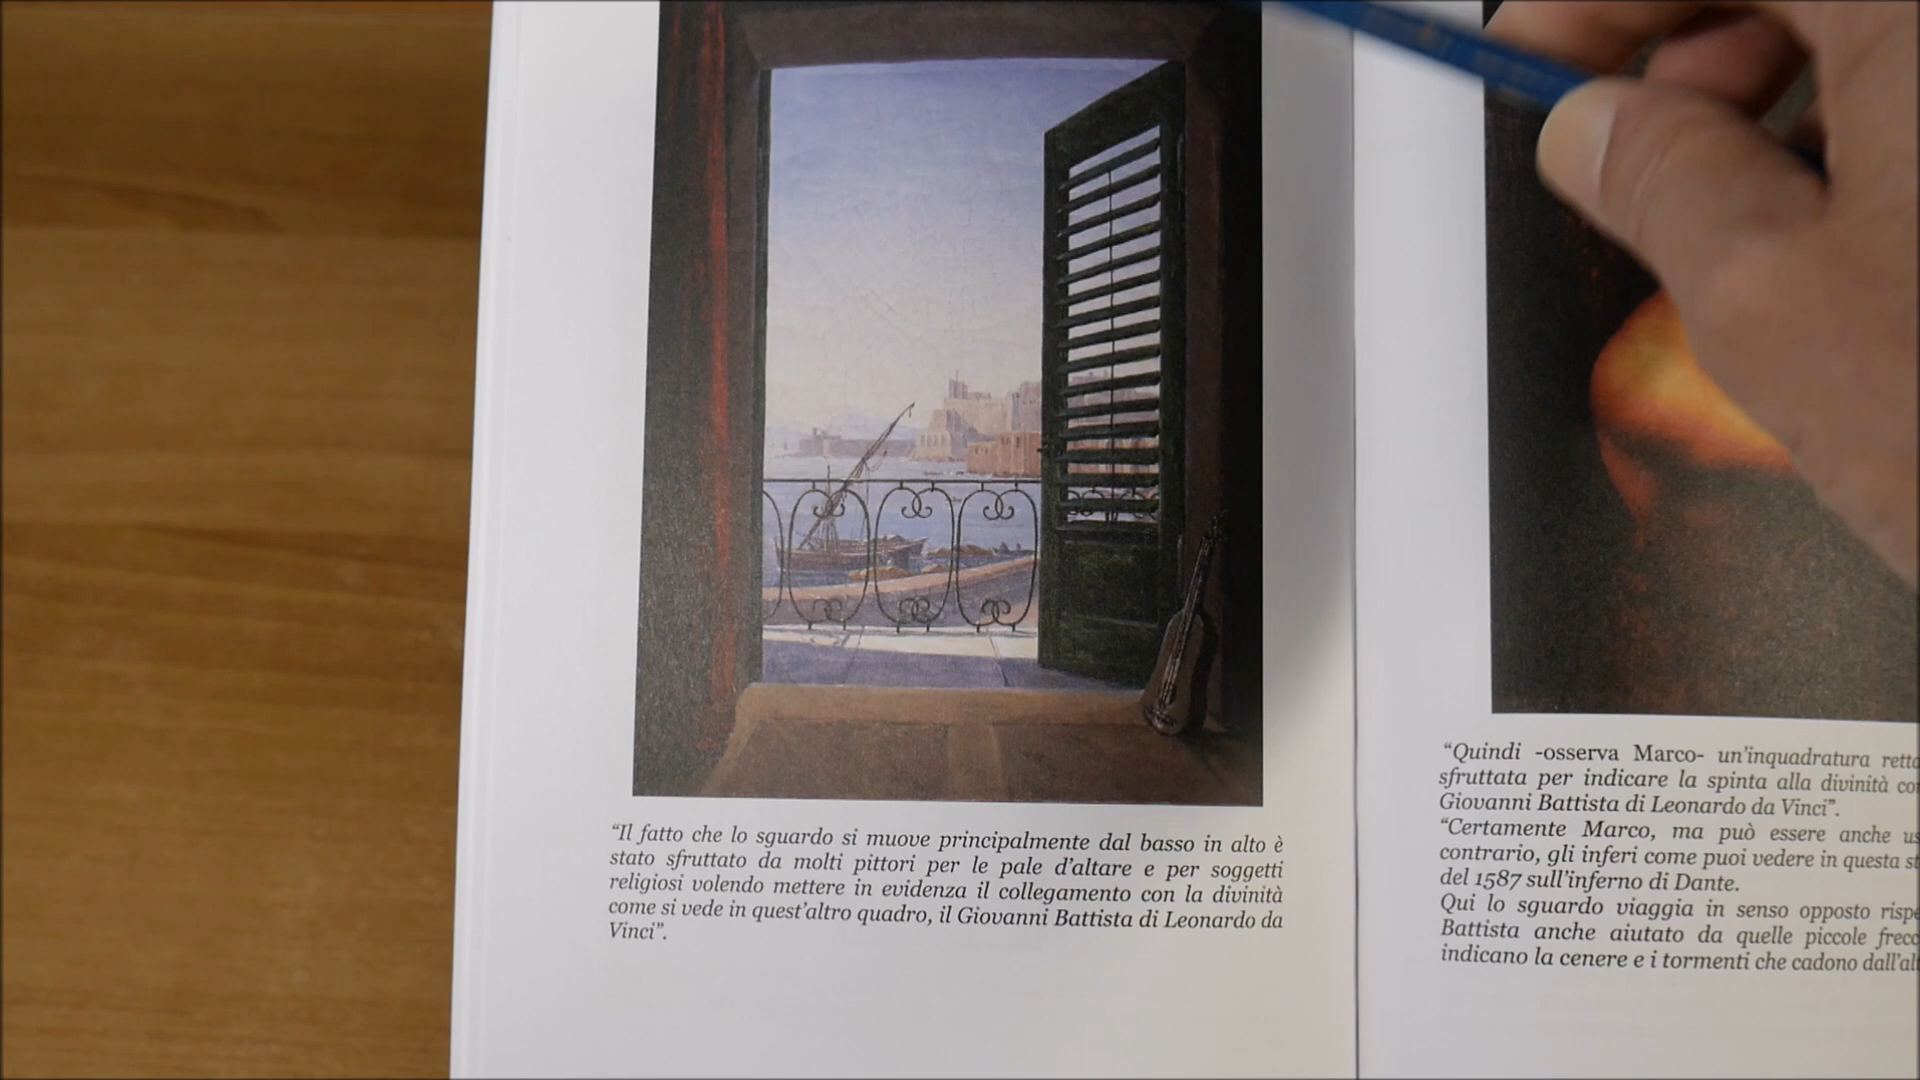 “Il fatto che lo sguardo si muove principalmente dal basso in alto è
stato sfruttato da molti pittori per le pale d’altare e per soggetti
religiosi volendo mettere in evidenza il collegamento con la divinità
come si vede in quest’altro quadro, il Giovanni Battista di Leonardo da
Vinci”.
“Quindi -osserva Marco- un’inquadratura
sfruttata per indicare la spinta alla divinità
Giovanni Battista di Leonardo da Vinci”.
“Certamente Marco, ma può essere anche
contrario, gli inferi come puoi vedere in questa
del 1587 sull’inferno di Dante.
Qui lo sguardo viaggia in senso opposto
Battista anche aiutato da quelle piccole
indicano la cenere e i tormenti che cadono